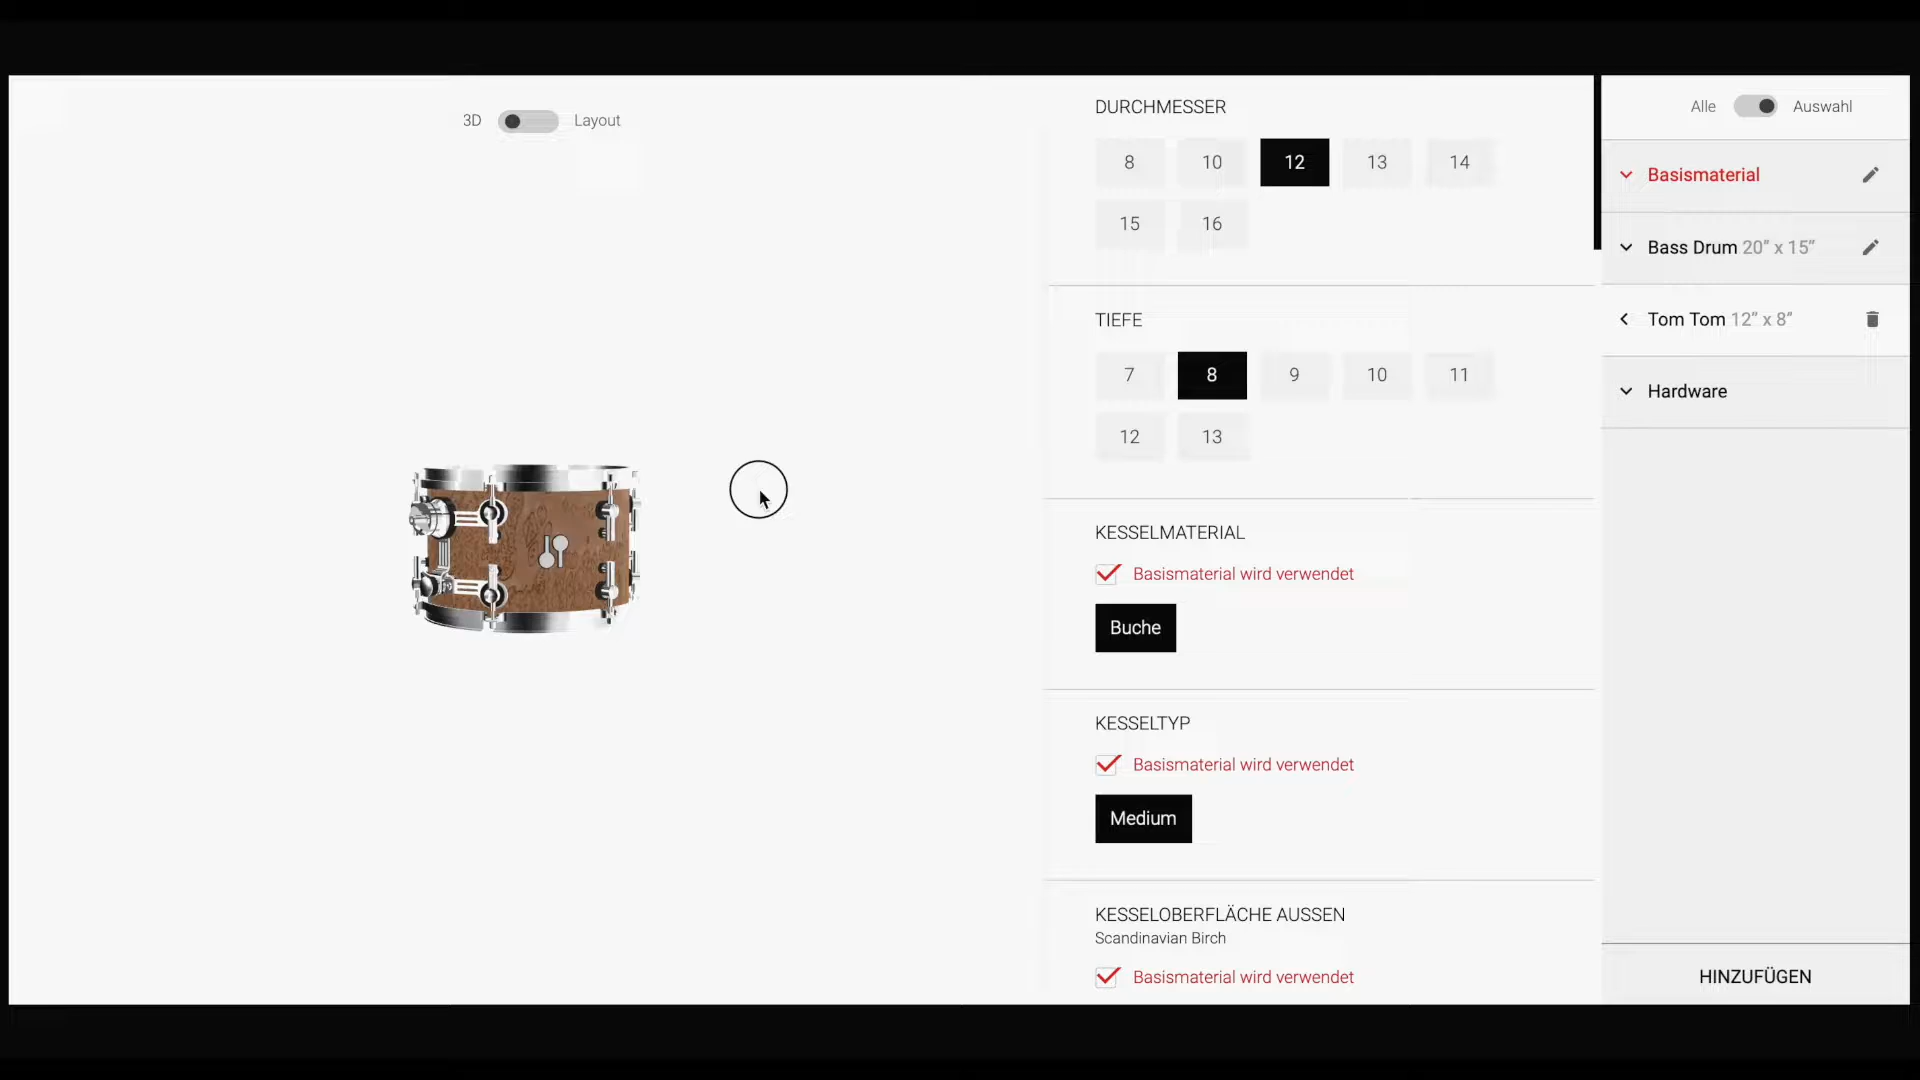 3D Layout
DURCHMESSER
8 10 12 13 14
15 16
TIEFE
7 8 9 10 11
12 13
KESSELMATERIAL
Basismaterial wird verwendet
Buche
KESSELTYP
Basismaterial wird verwendet
Medium
KESSELOBERFLÄCHE AUSSEN
Scandinavian Birch
Basismaterial wird verwendet
Alle Auswahl
Basismaterial
Bass Drum 20” x 15”
Tom Tom 12” x 8”
Hardware
HINZUFÜGEN